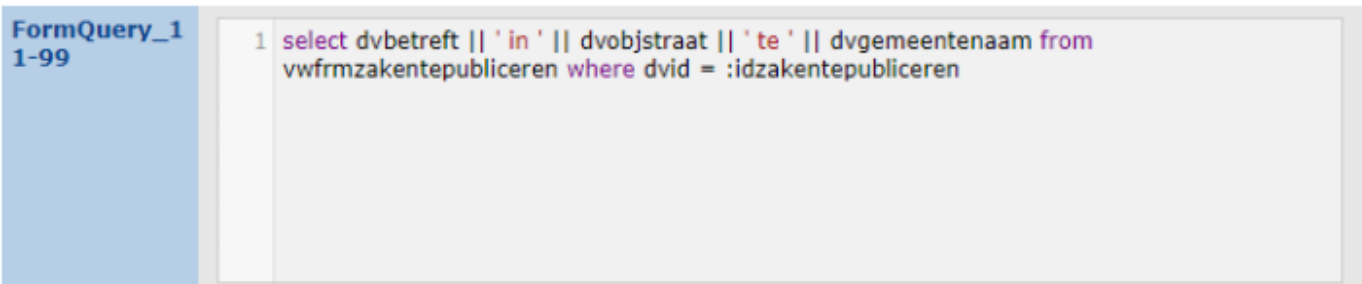 FormQuery_1
1-99
1 select dvbetreft || ' in ' || dvobjstraat || ' te ' || dvgemeentenaam from
vwfrmzakentepubliceren where dvid = :idzakentepubliceren